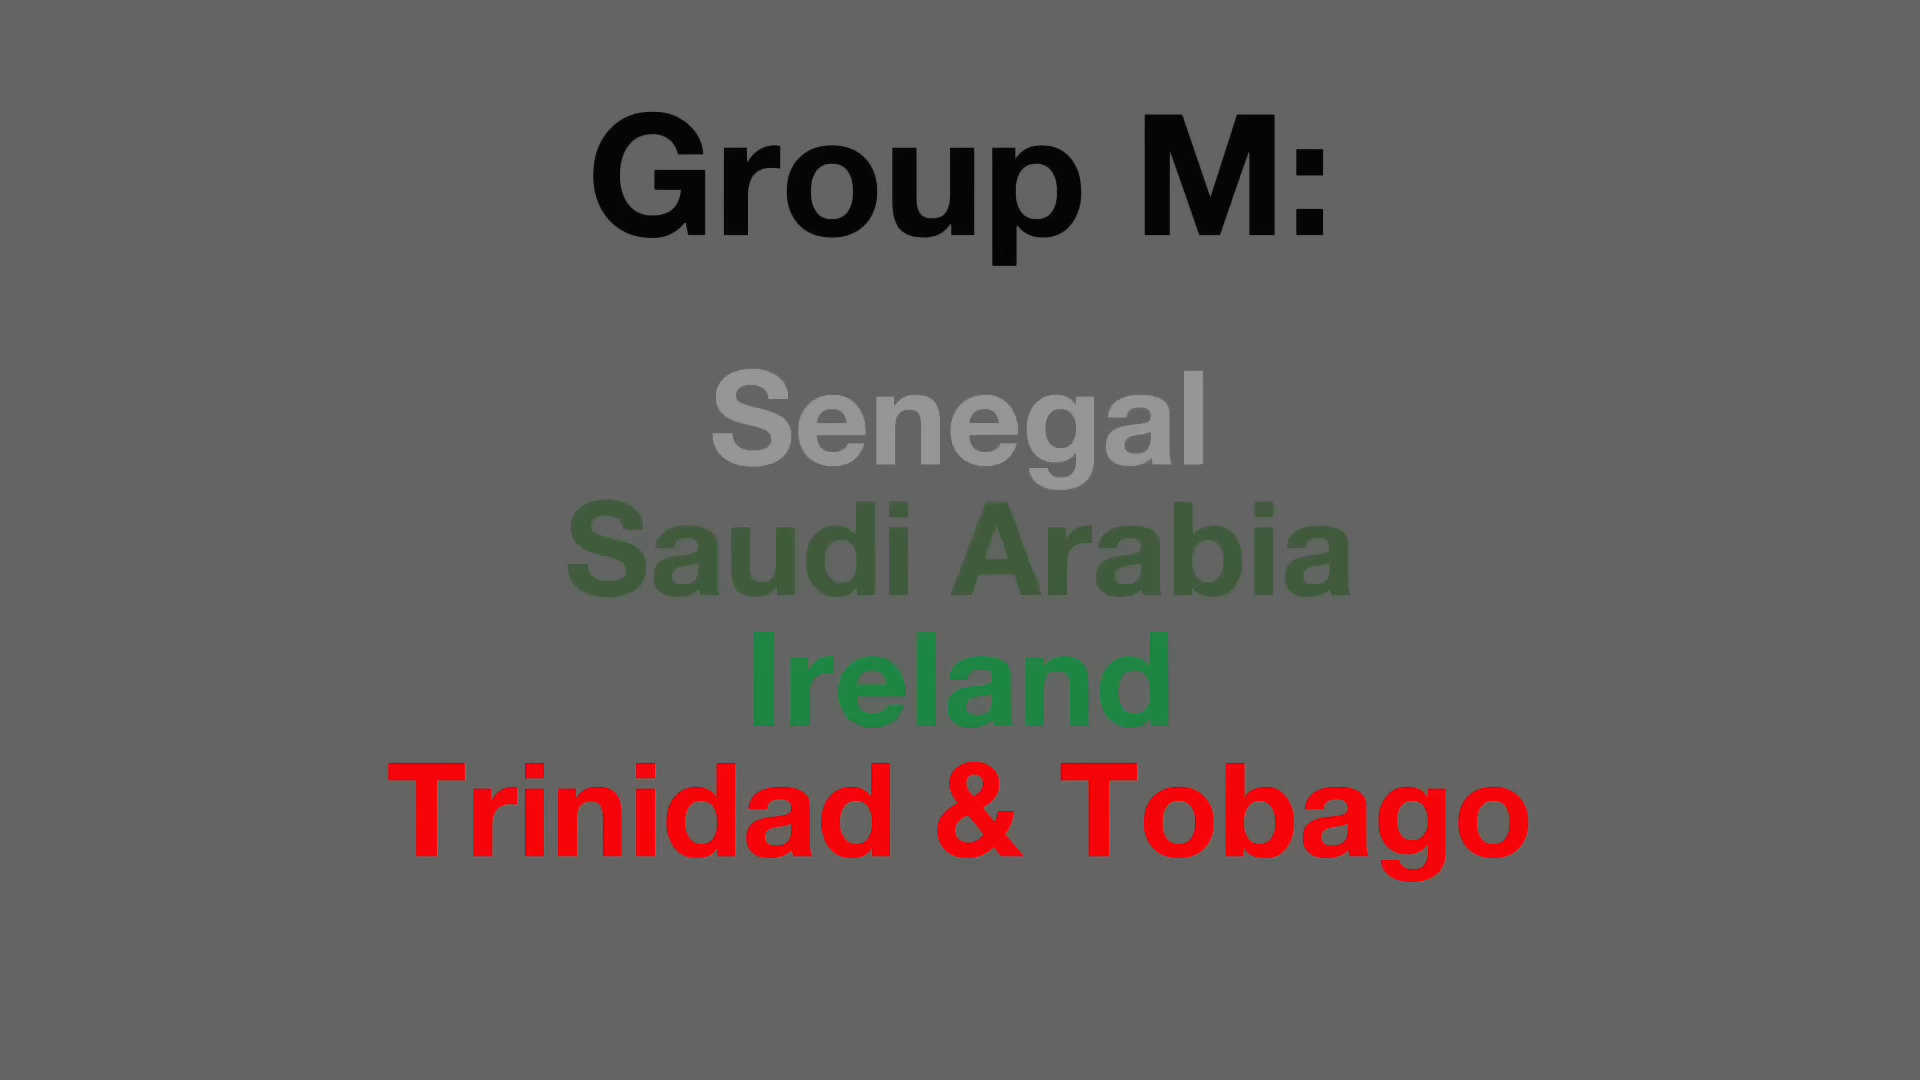 Group M:
Senegal
Saudi Arabia
Ireland
Trinidad & Tobago